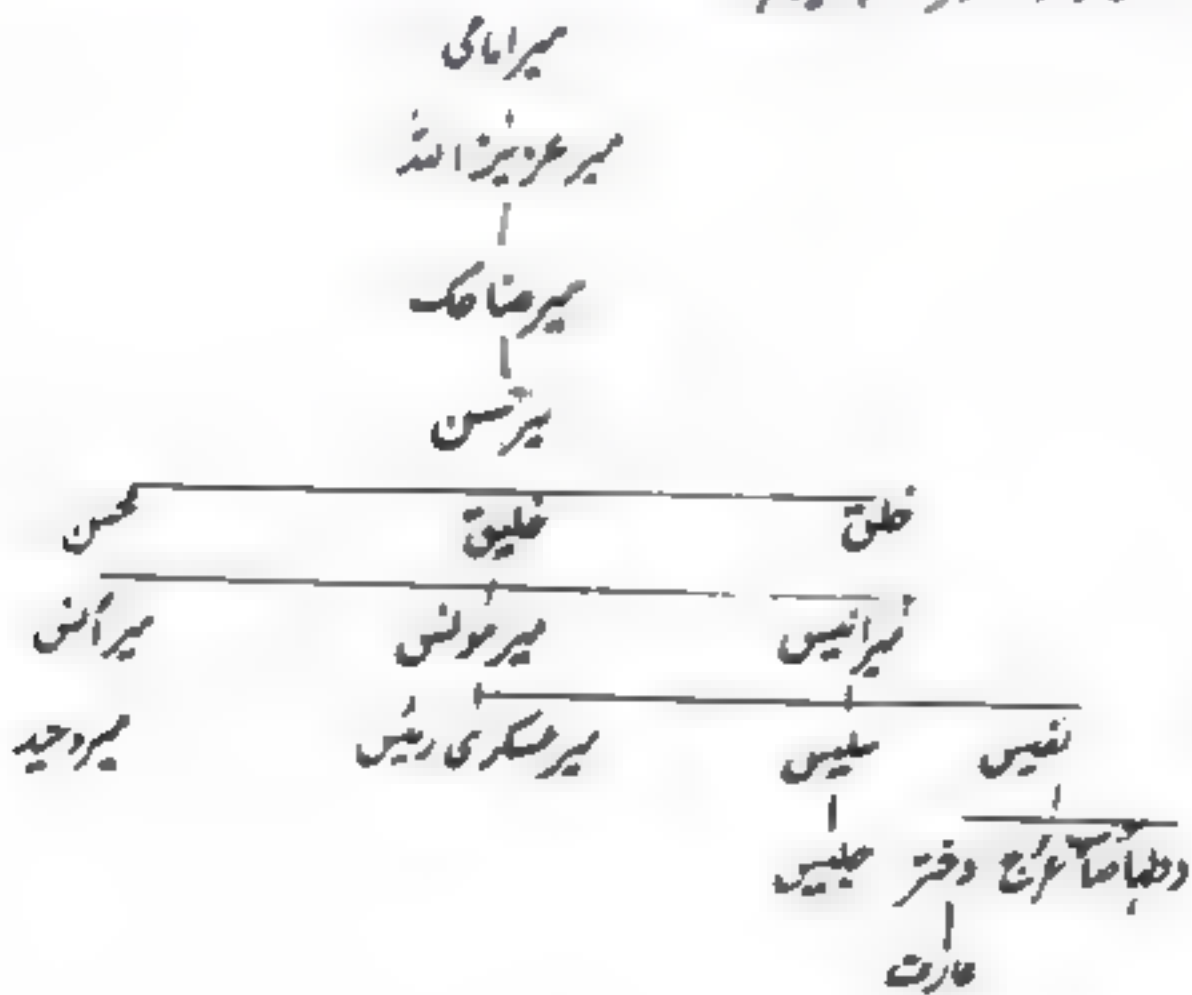 میر امامی
میر عزیز اللہ
میر ضاحک
میر حسن
خلق خلیق محسن
میر انیس میر مونس میر انس
نفیس سلیس میر عسکری رئیس میر وحید
عروج دختر جلیس
عارف